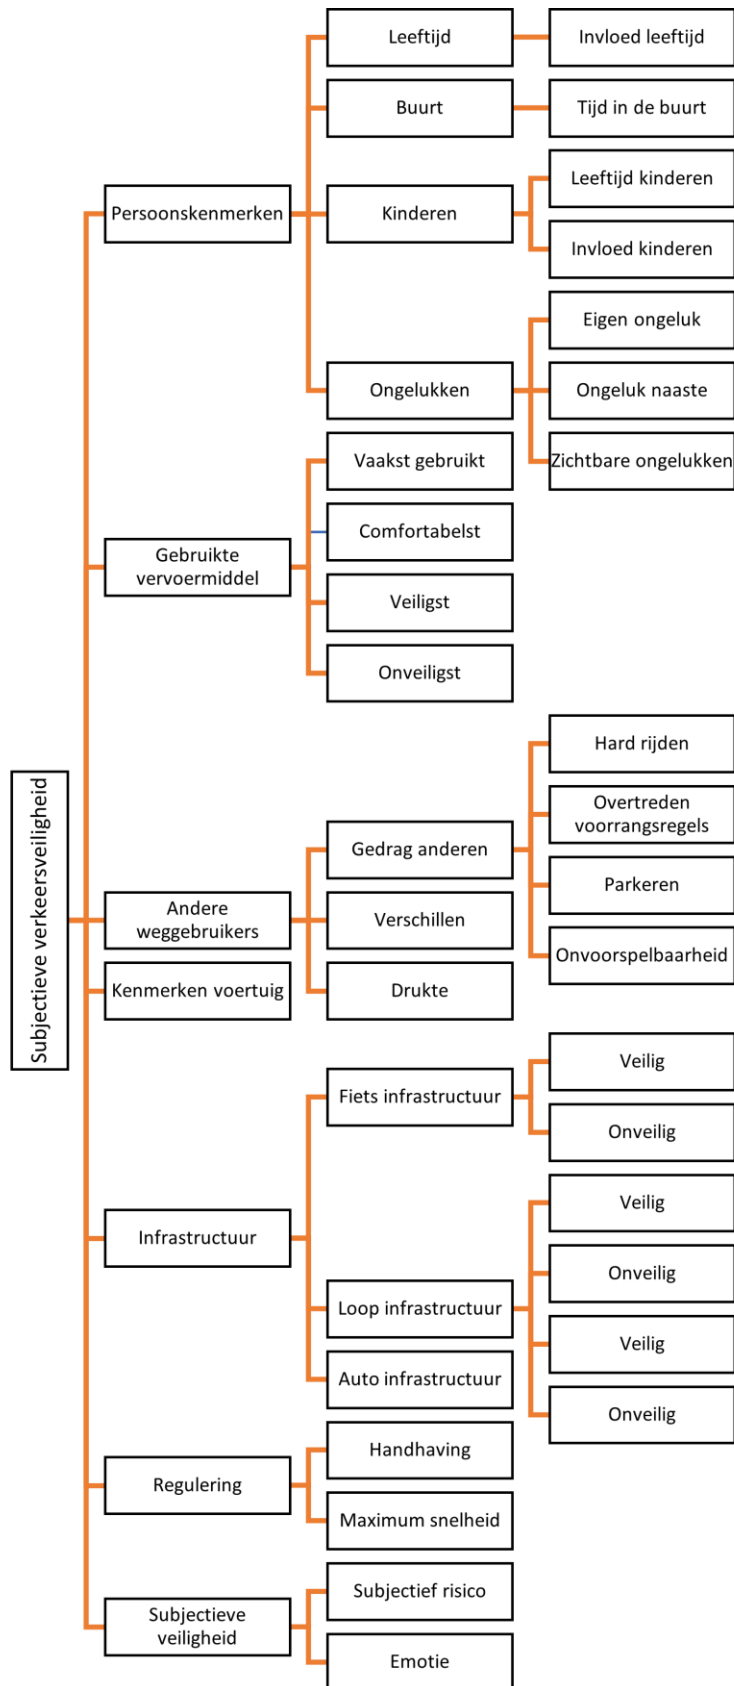 Subjectieve verkeersveiligheid
Persoonskenmerken
Leeftijd
Invloed leeftijd
Buurt
Tijd in de buurt
Kinderen
Leeftijd kinderen
Invloed kinderen
Ongelukken
Eigen ongeluk
Ongeluk naaste
Zichtbare ongelukken
Gebruikte
vervoermiddel
Vaakst gebruikt
Comfortabelst
Veiligst
Onveiligst
Andere
weggebruikers
Gedrag anderen
Hard rijden
Overtreden
voorrangsregels
Parkeren
Onvoorspelbaarheid
Verschillen
Drukte
Kenmerken voertuig
Infrastructuur
Fiets infrastructuur
Veilig
Onveilig
Loop infrastructuur
Veilig
Onveilig
Veilig
Onveilig
Auto infrastructuur
Regulering
Handhaving
Maximum snelheid
Subjectieve
veiligheid
Subjectief risico
Emotie